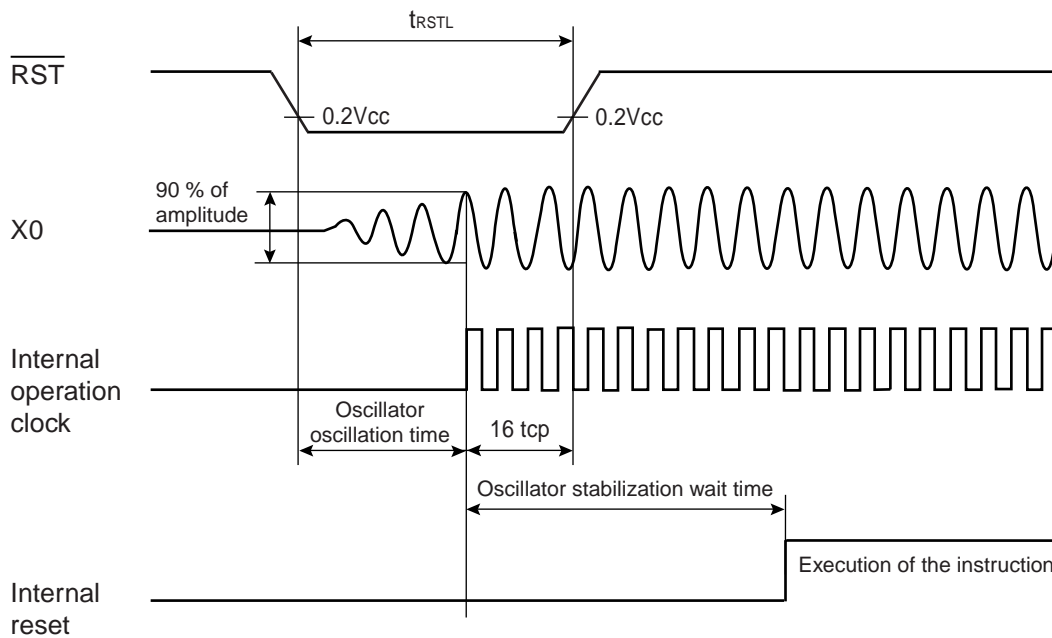 tRSTL
RST
0.2Vcc
0.2Vcc
90 % of
amplitude
X0
Internal
operation
clock
Oscillator
oscillation time
16 tcp
Oscillator stabilization wait time
Execution of the instruction
Internal
reset